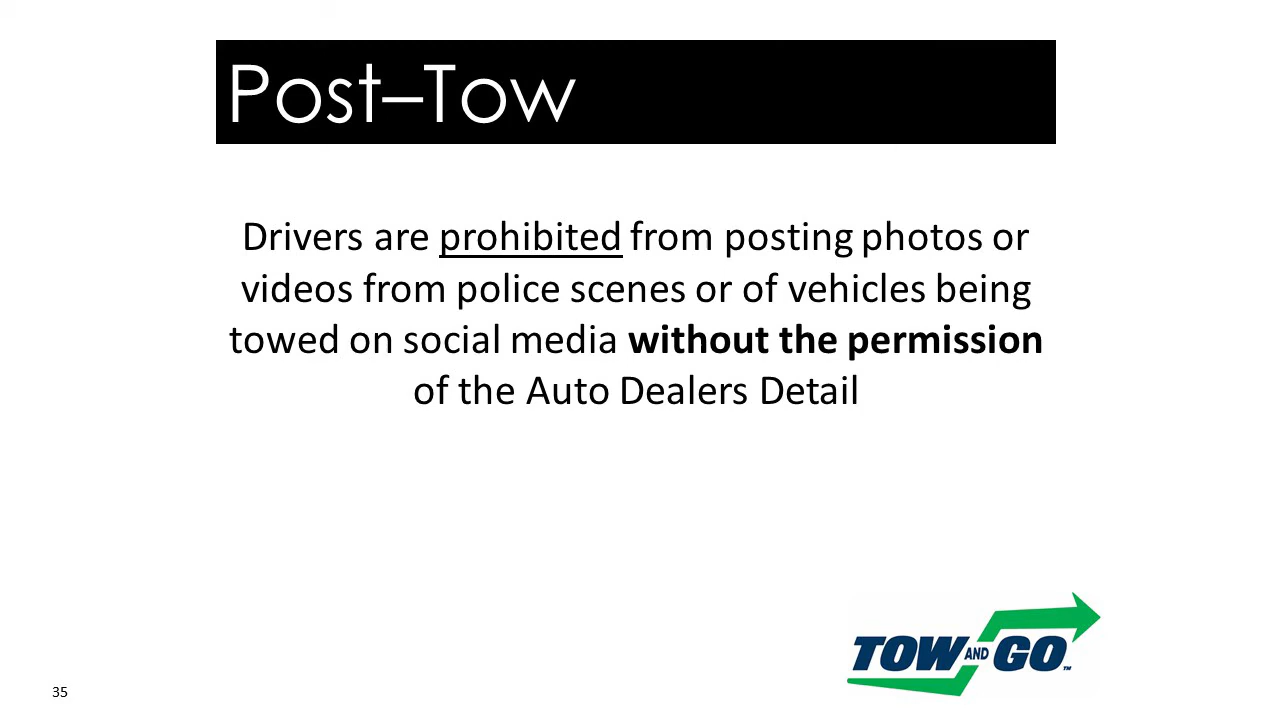 Post–Tow
Drivers are prohibited from posting photos or
videos from police scenes or of vehicles being
towed on social media without the permission
of the Auto Dealers Detail
TOW AND GO™
35